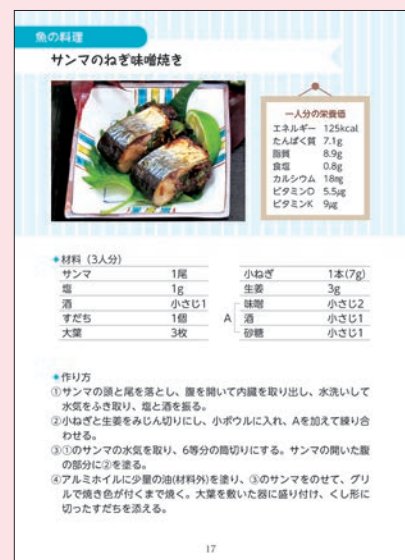 魚の料理
サンマのねぎ味噌焼き
一人分の栄養価
エネルギー 125kcal
たんぱく質 7.1g
脂質 8.9g
食塩 0.8g
カルシウム 18mg
ビタミンD 5.5μg
ビタミンK 9μg
◆材料（3人分）
サンマ 1尾
塩 1g
酒 小さじ1
すだち 1個
大葉 3枚
小ねぎ 1本(7g)
生姜 3g
A
味噌 小さじ2
酒 小さじ1
砂糖 小さじ1
◆作り方
①サンマの頭と尾を落とし、腹を開いて内臓を取り出し、水洗いして
水気をふき取り、塩と酒を振る。
②小ねぎと生姜をみじん切りにし、小ボウルに入れ、Aを加えて練り合
わせる。
③①のサンマの水気を取り、6等分の筒切りにする。サンマの開いた腹
の部分に②を塗る。
④アルミホイルに少量の油(材料外)を塗り、③のサンマをのせて、グリ
ルで焼き色が付くまで焼く。大葉を敷いた器に盛り付け、くし形に
切ったすだちを添える。
17